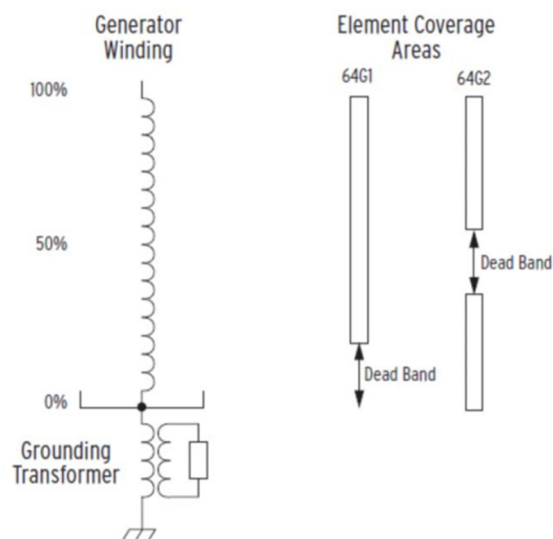 Generator
Winding
Element Coverage
Areas
64G1
64G2
100%
50%
Dead Band
Dead Band
0%
Grounding
Transformer